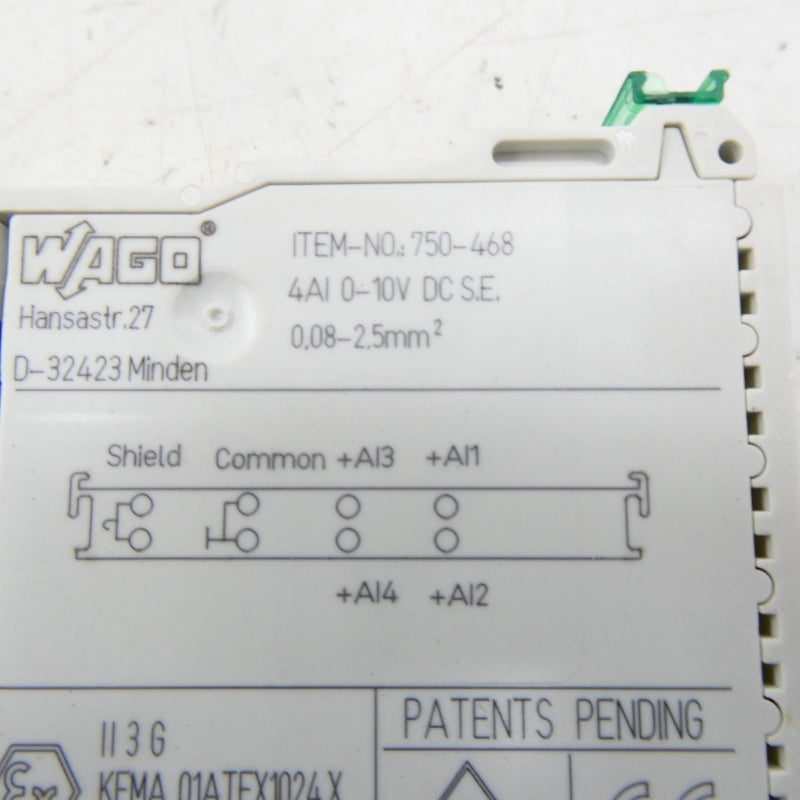 WAGO®
Hansastr.27
D-32423 Minden
ITEM-NO.: 750-468
4AI 0-10V DC S.E.
0,08-2,5mm²
Shield Common +AI3 +AI1
+AI4 +AI2
II 3 G
KEMA 01ATEX1024 X
PATENTS PENDING